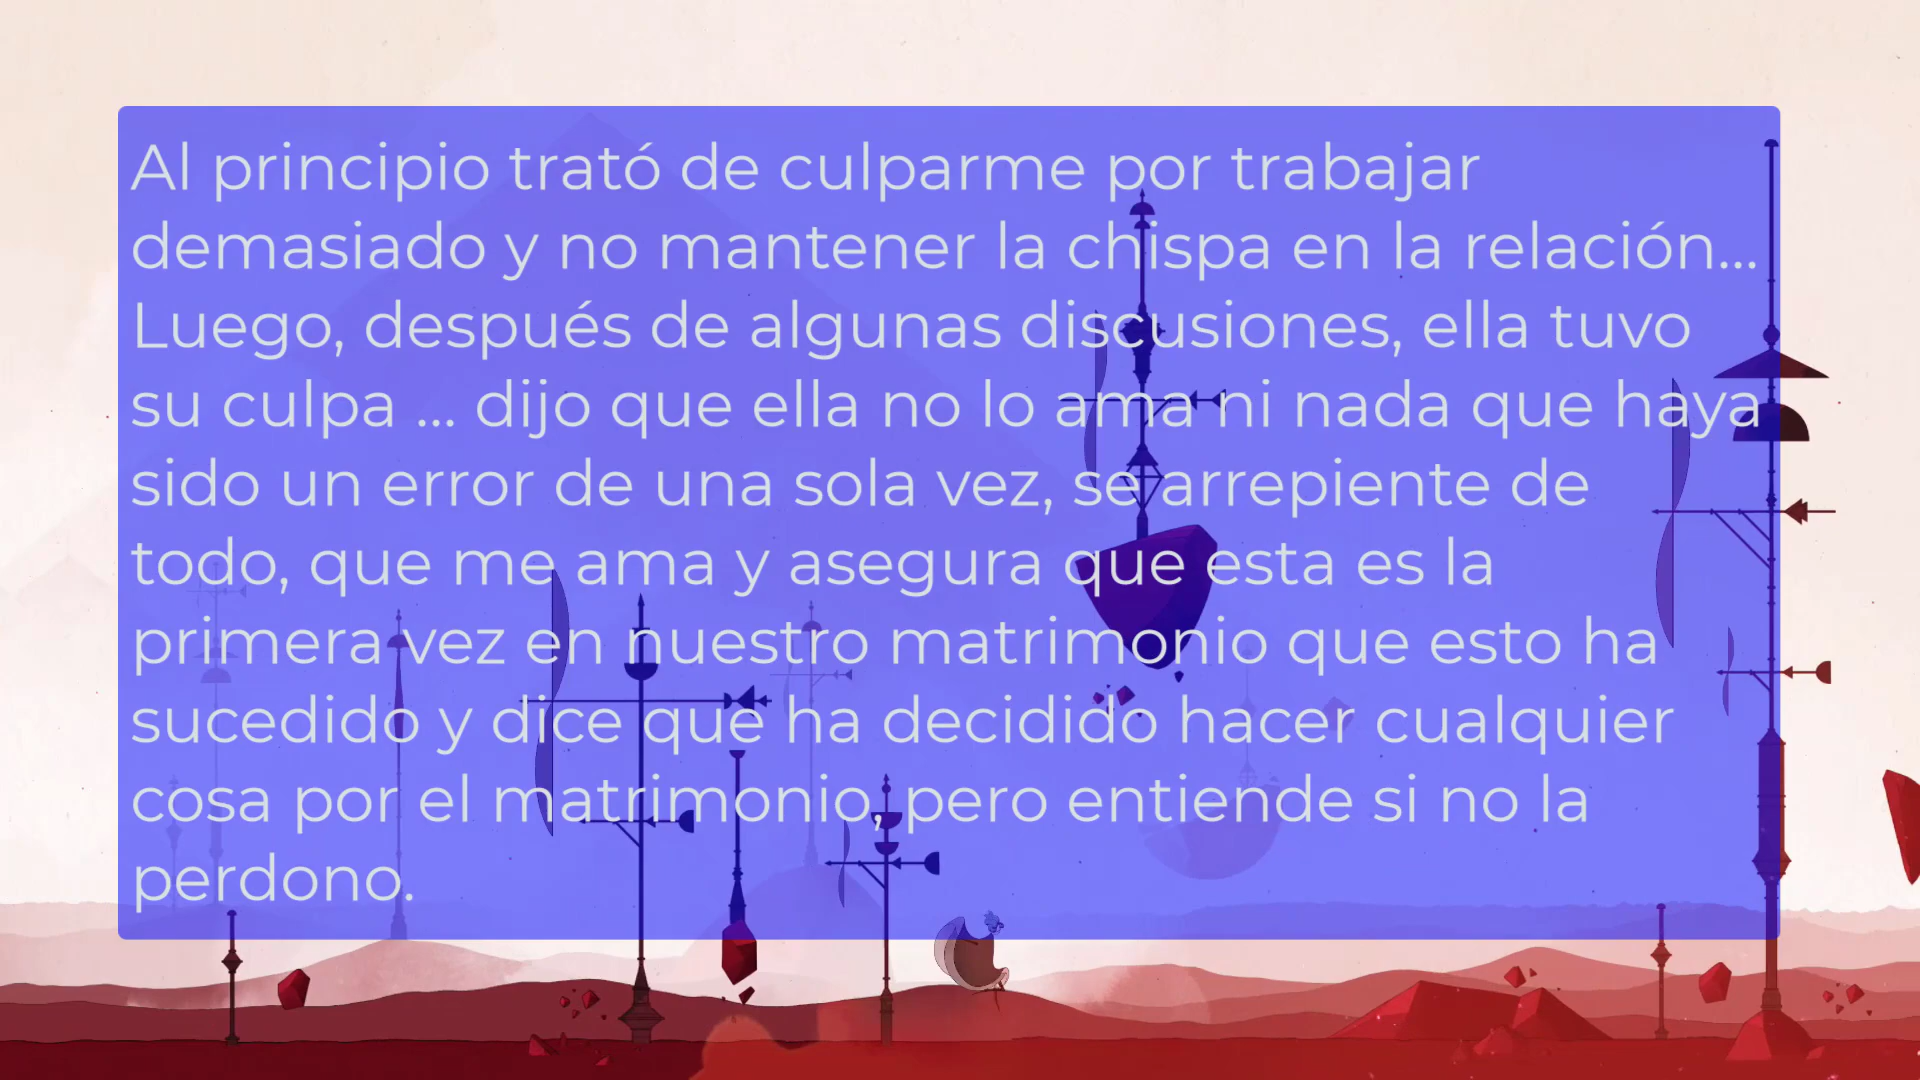 Al principio trató de culparme por trabajar
demasiado y no mantener la chispa en la relación...
Luego, después de algunas discusiones, ella tuvo
su culpa ... dijo que ella no lo ama ni nada que haya
sido un error de una sola vez, se arrepiente de
todo, que me ama y asegura que esta es la
primera vez en nuestro matrimonio que esto ha
sucedido y dice que ha decidido hacer cualquier
cosa por el matrimonio, pero entiende si no la
perdono.